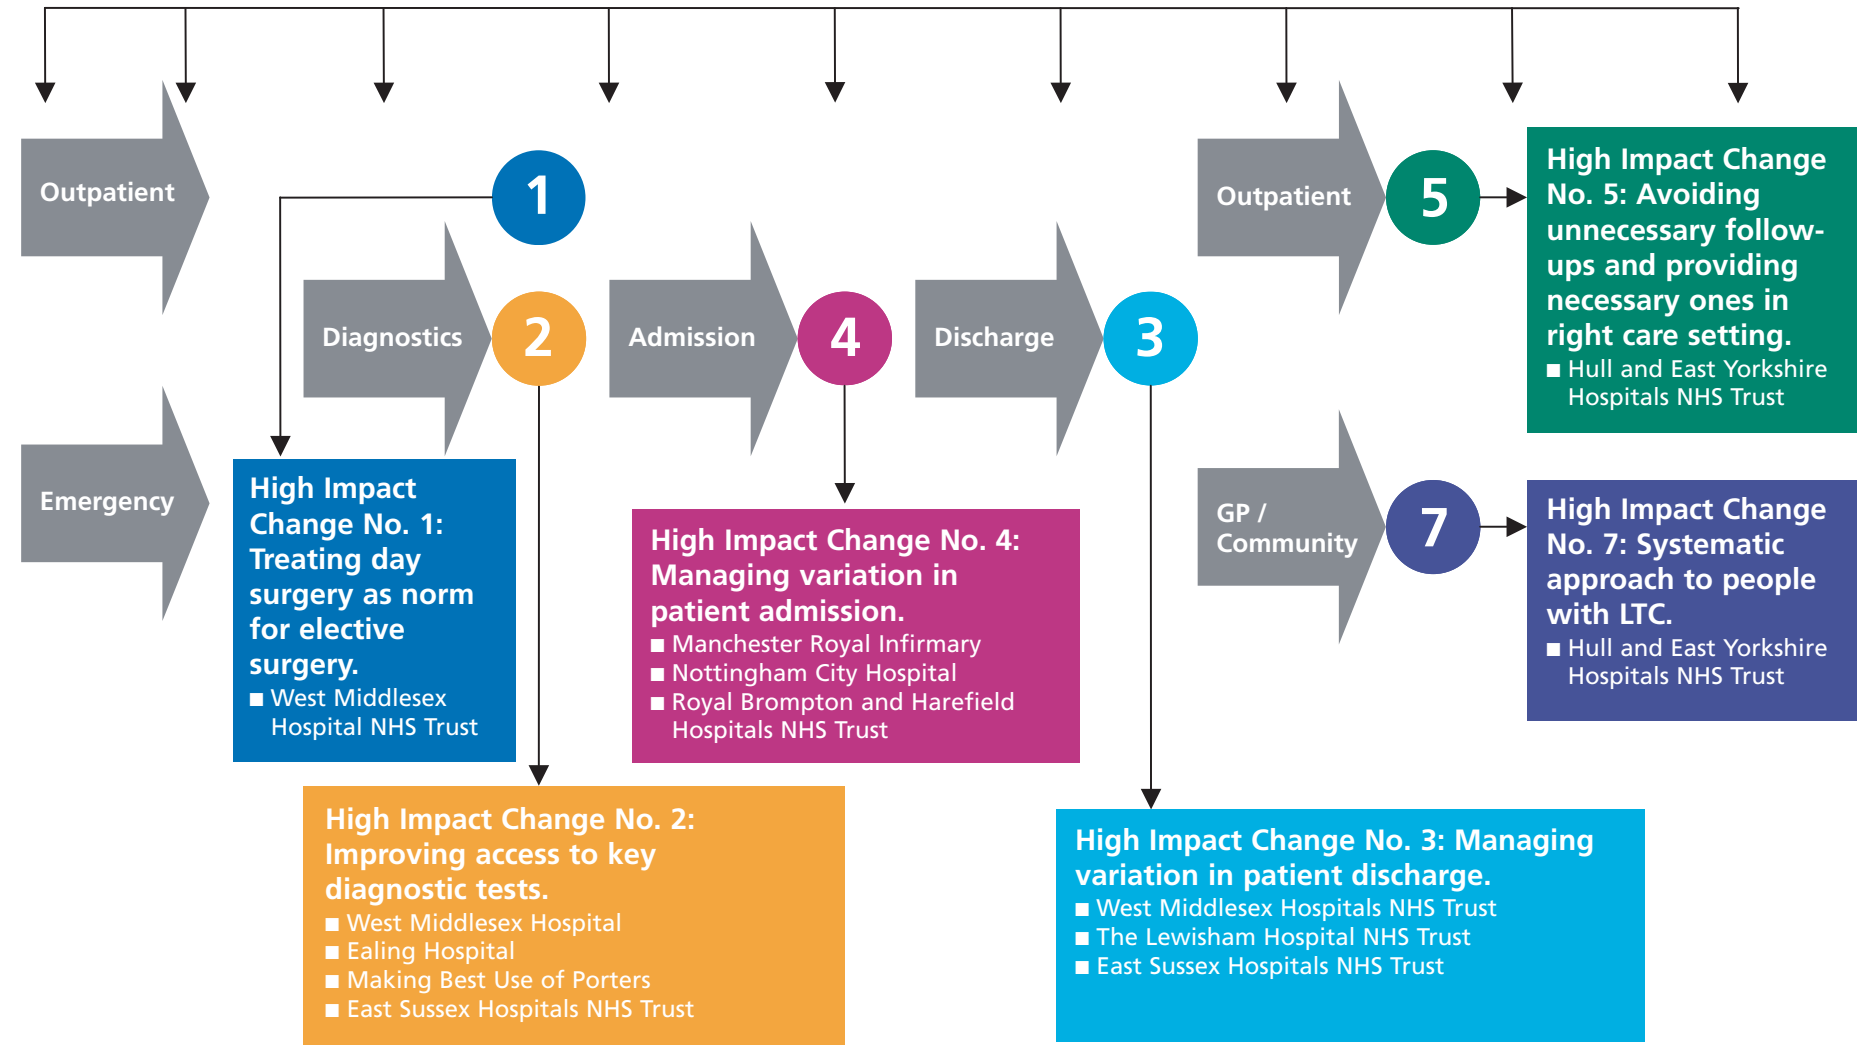 Outpatient
1
Outpatient
5
High Impact Change
No. 5: Avoiding
unnecessary follow-
ups and providing
necessary ones in
right care setting.
■ Hull and East Yorkshire
Hospitals NHS Trust
Diagnostics
2
Admission
4
Discharge
3
Emergency
High Impact
Change No. 1:
Treating day
surgery as norm
for elective
surgery.
■ West Middlesex
Hospital NHS Trust
High Impact Change No. 4:
Managing variation in
patient admission.
■ Manchester Royal Infirmary
■ Nottingham City Hospital
■ Royal Brompton and Harefield
Hospitals NHS Trust
GP /
Community
7
High Impact Change
No. 7: Systematic
approach to people
with LTC.
■ Hull and East Yorkshire
Hospitals NHS Trust
High Impact Change No. 2:
Improving access to key
diagnostic tests.
■ West Middlesex Hospital
■ Ealing Hospital
■ Making Best Use of Porters
■ East Sussex Hospitals NHS Trust
High Impact Change No. 3: Managing
variation in patient discharge.
■ West Middlesex Hospitals NHS Trust
■ The Lewisham Hospital NHS Trust
■ East Sussex Hospitals NHS Trust